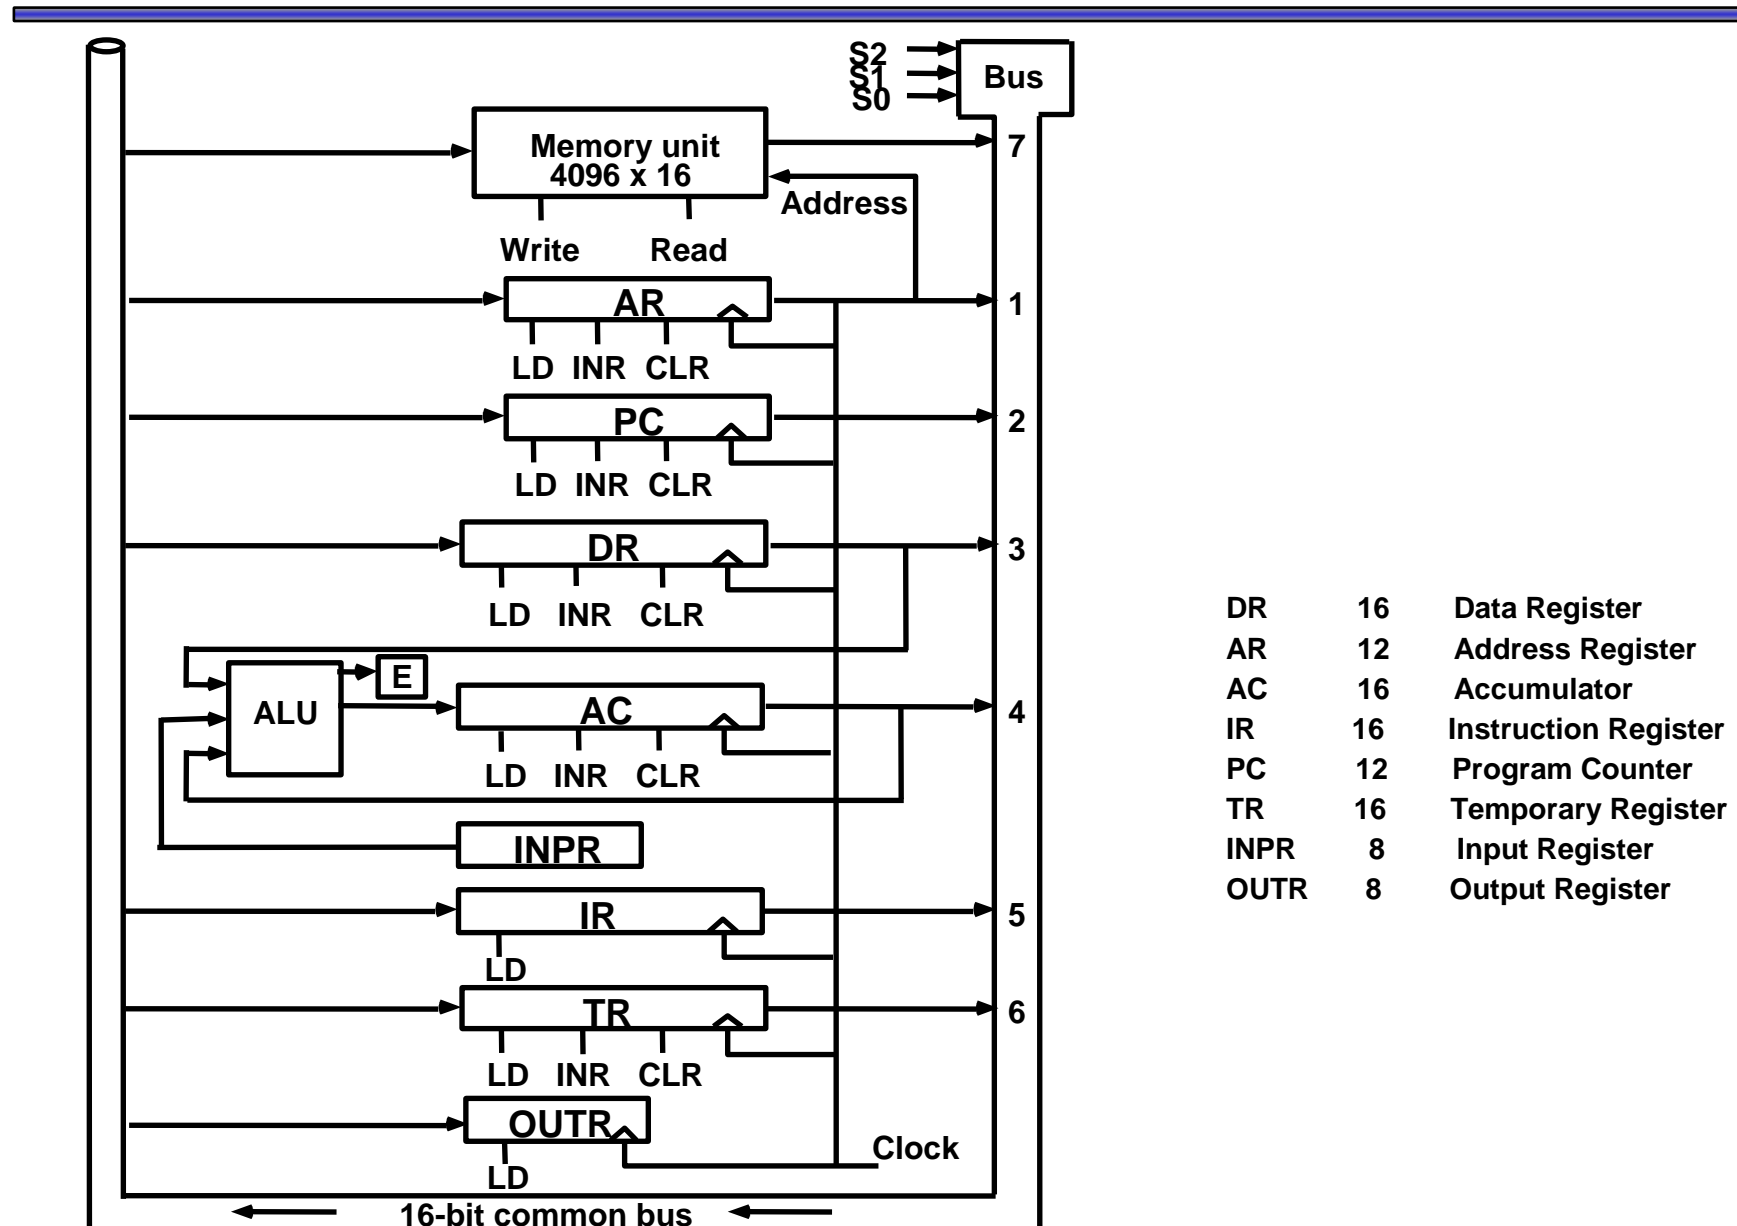 S2
S1
S0
Bus
Memory unit
4096 x 16
7
Address
Write Read
AR
1
LD INR CLR
PC
2
LD INR CLR
DR
3
LD INR CLR
E
ALU
AC
4
LD INR CLR
INPR
IR
5
LD
TR
6
LD INR CLR
OUTR
Clock
LD
16-bit common bus
DR 16 Data Register
AR 12 Address Register
AC 16 Accumulator
IR 16 Instruction Register
PC 12 Program Counter
TR 16 Temporary Register
INPR 8 Input Register
OUTR 8 Output Register